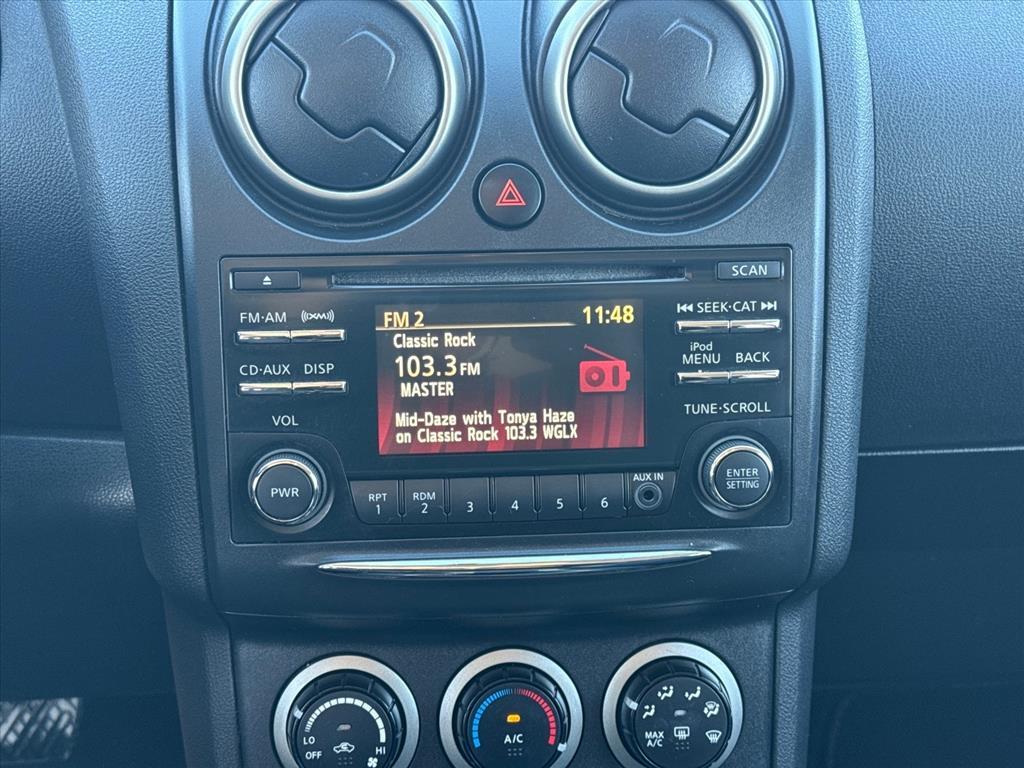 SCAN
FM·AM ((XM))
SEEK·CAT
FM 2 11:48
Classic Rock
103.3 FM
MASTER
Mid-Daze with Tonya Haze
on Classic Rock 103.3 WGLX
iPod
MENU BACK
CD·AUX DISP
VOL
TUNE·SCROLL
PWR
ENTER
SETTING
RPT
1
RDM
2
3
4
5
6
AUX IN
LO
OFF
HI
A/C
MAX
A/C